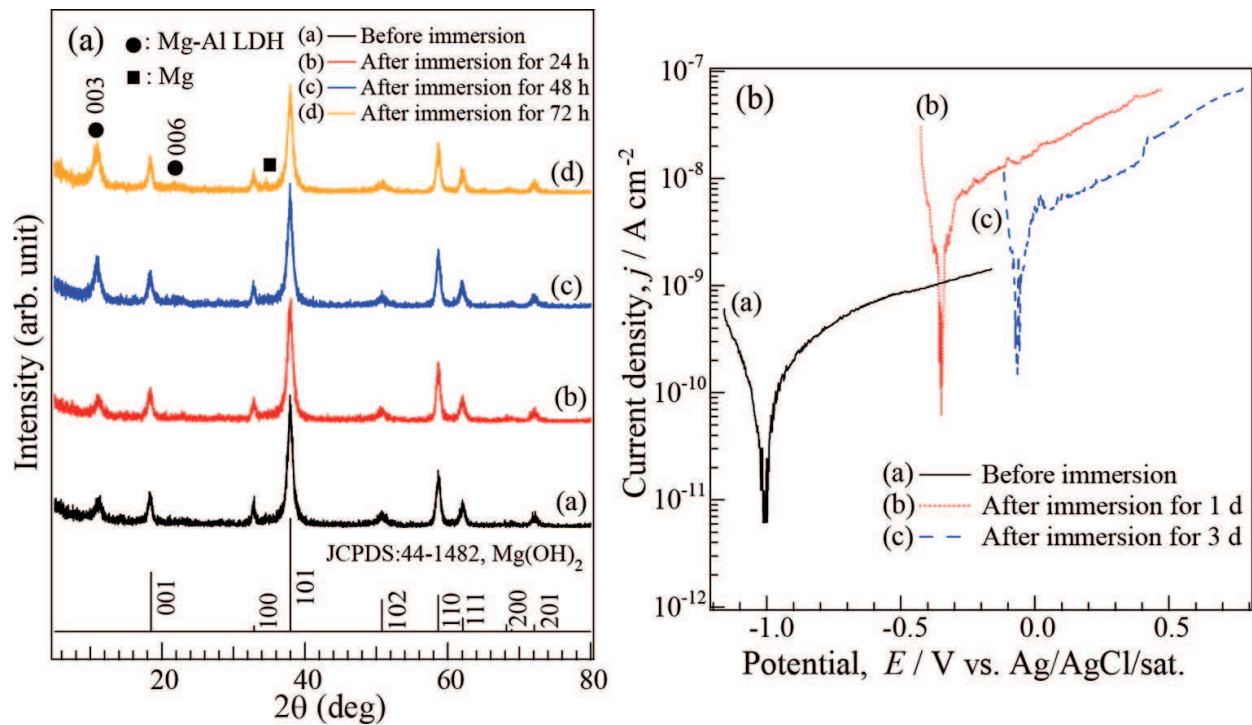 (a)
●: Mg-Al LDH
■: Mg
(a) Before immersion
(b) After immersion for 24 h
(c) After immersion for 48 h
(d) After immersion for 72 h
003
006
(d)
(c)
(b)
(a)
Intensity (arb. unit)
JCPDS:44-1482, Mg(OH)2
001
100
101
102
110
111
200
201
20
40
60
80
2θ (deg)
(b)
10-7
10-8
10-9
10-10
10-11
10-12
Current density, j / A cm-2
(a)
(b)
(c)
(a) Before immersion
(b) After immersion for 1 d
(c) After immersion for 3 d
-1.0
-0.5
0.0
0.5
Potential, E / V vs. Ag/AgCl/sat.